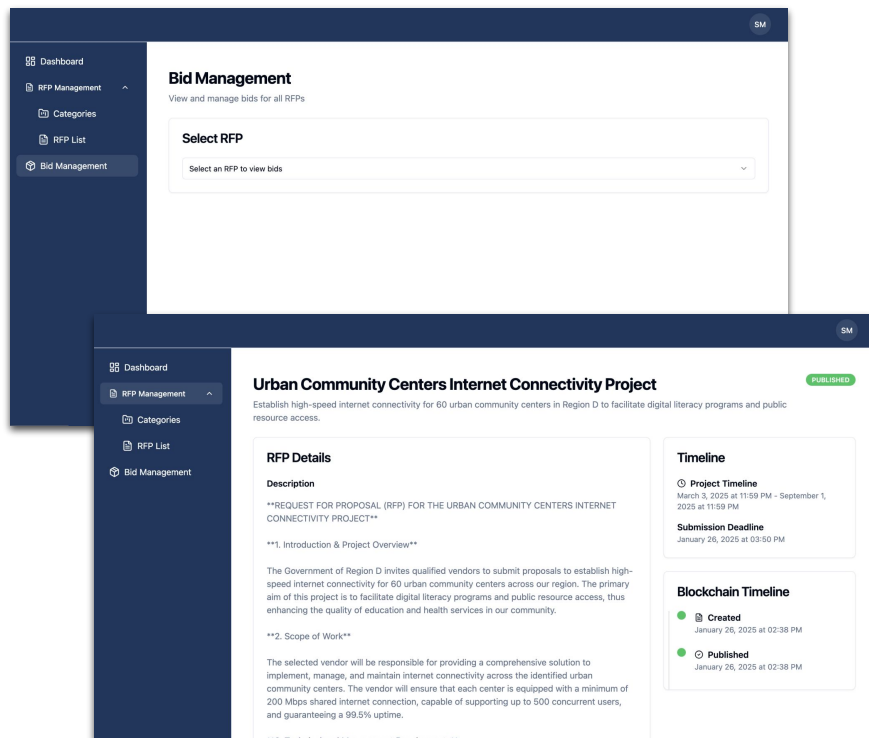 SM
Dashboard
RFP Management
Categories
RFP List
Bid Management
Bid Management
View and manage bids for all RFPs
Select RFP
Select an RFP to view bids
SM
Dashboard
RFP Management
Categories
RFP List
Bid Management
Urban Community Centers Internet Connectivity Project
PUBLISHED
Establish high-speed internet connectivity for 60 urban community centers in Region D to facilitate digital literacy programs and public
resource access.
RFP Details
Description
**REQUEST FOR PROPOSAL (RFP) FOR THE URBAN COMMUNITY CENTERS INTERNET
CONNECTIVITY PROJECT**
**1. Introduction & Project Overview**
The Government of Region D invites qualified vendors to submit proposals to establish high-
speed internet connectivity for 60 urban community centers across our region. The primary
aim of this project is to facilitate digital literacy programs and public resource access, thus
enhancing the quality of education and health services in our community.
**2. Scope of Work**
The selected vendor will be responsible for providing a comprehensive solution to
implement, manage, and maintain internet connectivity across the identified urban
community centers. The vendor will ensure that each center is equipped with a minimum of
200 Mbps shared internet connection, capable of supporting up to 500 concurrent users,
and guaranteeing a 99.5% uptime.
Timeline
Project Timeline
March 3, 2025 at 11:59 PM - September 1,
2025 at 11:59 PM
Submission Deadline
January 26, 2025 at 03:50 PM
Blockchain Timeline
Created
January 26, 2025 at 02:38 PM
Published
January 26, 2025 at 02:38 PM